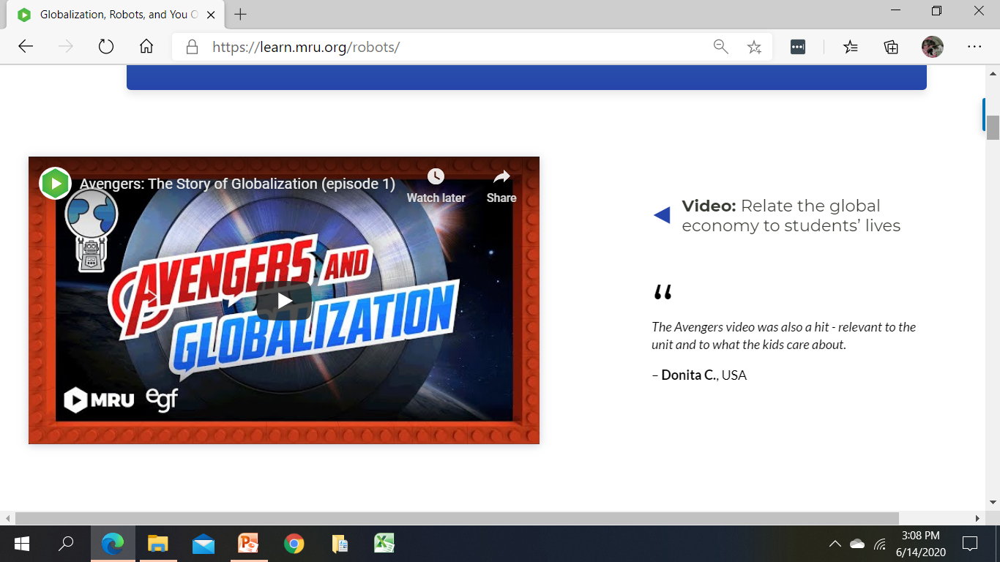 Globalization, Robots, and You O
https://learn.mru.org/robots/
Avengers: The Story of Globalization (episode 1)
Watch later
Share
AVENGERS AND
GLOBALIZATION
MRU egf
Video: Relate the global
economy to students’ lives
“
The Avengers video was also a hit - relevant to the
unit and to what the kids care about.
– Donita C., USA
3:08 PM
6/14/2020